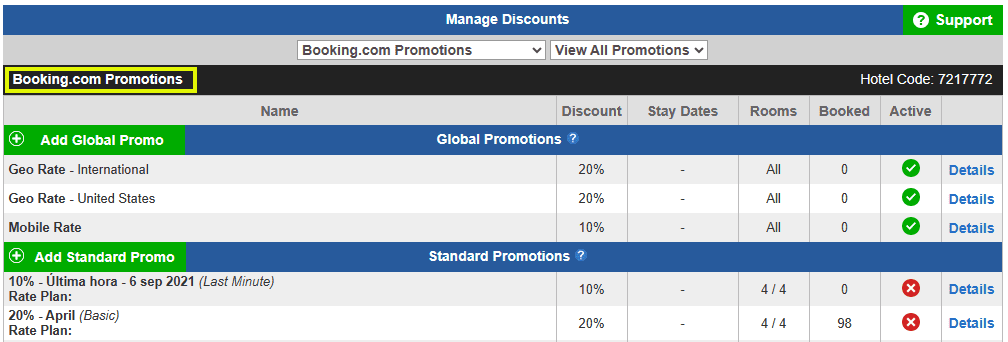 Manage Discounts
? Support
Booking.com Promotions View All Promotions
Booking.com Promotions Hotel Code: 7217772
Name Discount Stay Dates Rooms Booked Active
Add Global Promo Global Promotions ?
Geo Rate - International 20% - All 0 Details
Geo Rate - United States 20% - All 0 Details
Mobile Rate 10% - All 0 Details
Add Standard Promo Standard Promotions ?
10% - Última hora - 6 sep 2021 (Last Minute)
Rate Plan:
10% - 4 / 4 0 Details
20% - April (Basic)
Rate Plan:
20% - 4 / 4 98 Details